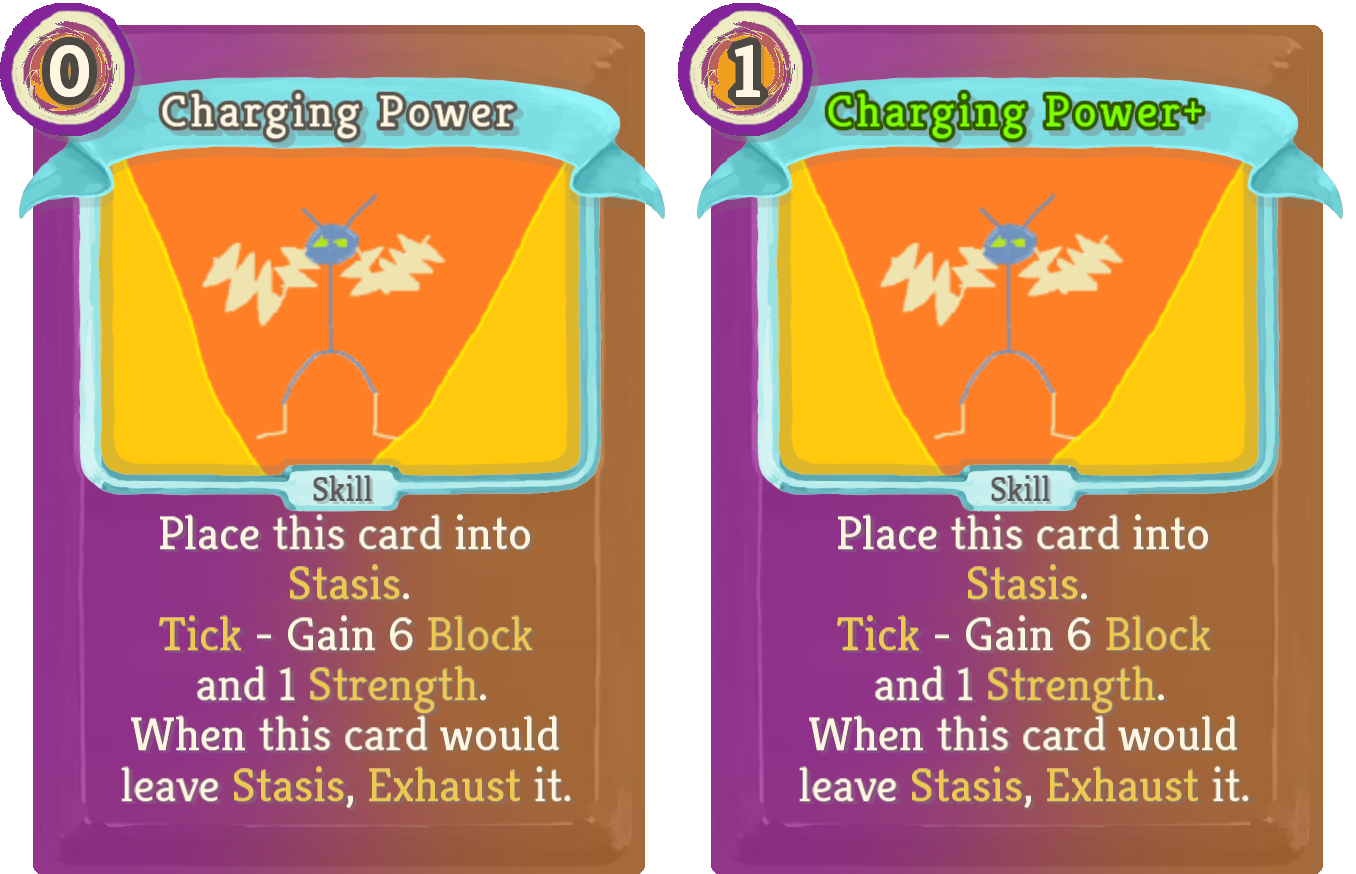 0
Charging Power
Skill
Place this card into
Stasis.
Tick - Gain 6 Block
and 1 Strength.
When this card would
leave Stasis, Exhaust it.
1
Charging Power+
Skill
Place this card into
Stasis.
Tick - Gain 6 Block
and 1 Strength.
When this card would
leave Stasis, Exhaust it.